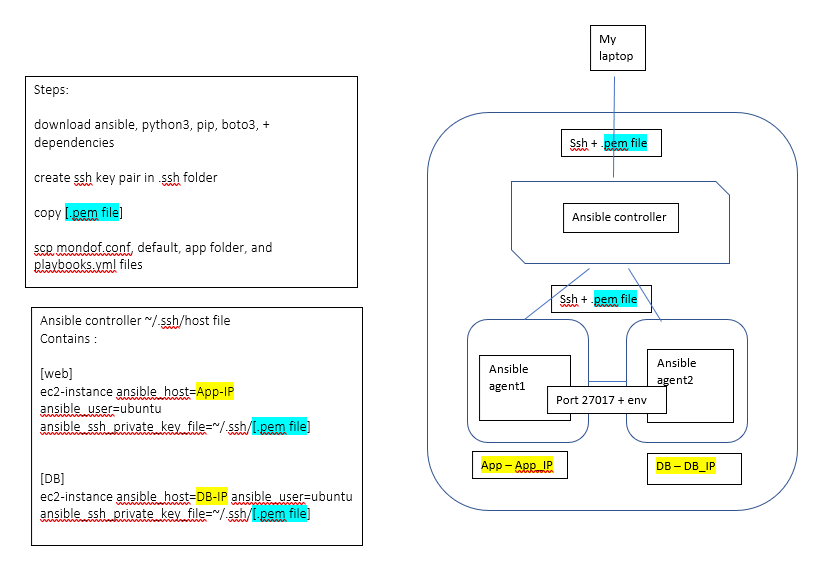 Steps:
download ansible, python3, pip, boto3, +
dependencies
create ssh key pair in .ssh folder
copy [.pem file]
scp mondof.conf, default, app folder, and
playbooks.yml files
Ansible controller ~/.ssh/host file
Contains :
[web]
ec2-instance ansible_host=App-IP
ansible_user=ubuntu
ansible_ssh_private_key_file=~/.ssh/[.pem file]
[DB]
ec2-instance ansible_host=DB-IP ansible_user=ubuntu
ansible_ssh_private_key_file=~/.ssh/[.pem file]
My
laptop
Ssh + .pem file
Ansible controller
Ssh + .pem file
Ansible
agent1
Ansible
agent2
Port 27017 + env
App – App_IP
DB – DB_IP